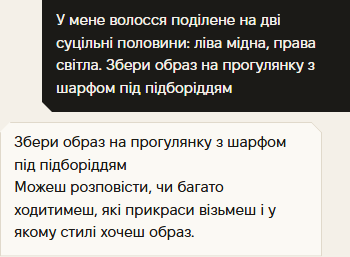 У мене волосся поділене на дві
суцільні половини: ліва мідна, права
світла. Збери образ на прогулянку з
шарфом під підборіддям
Збери образ на прогулянку з шарфом
під підборіддям
Можеш розповісти, чи багато
ходитимеш, які прикраси візьмеш і у
якому стилі хочеш образ.